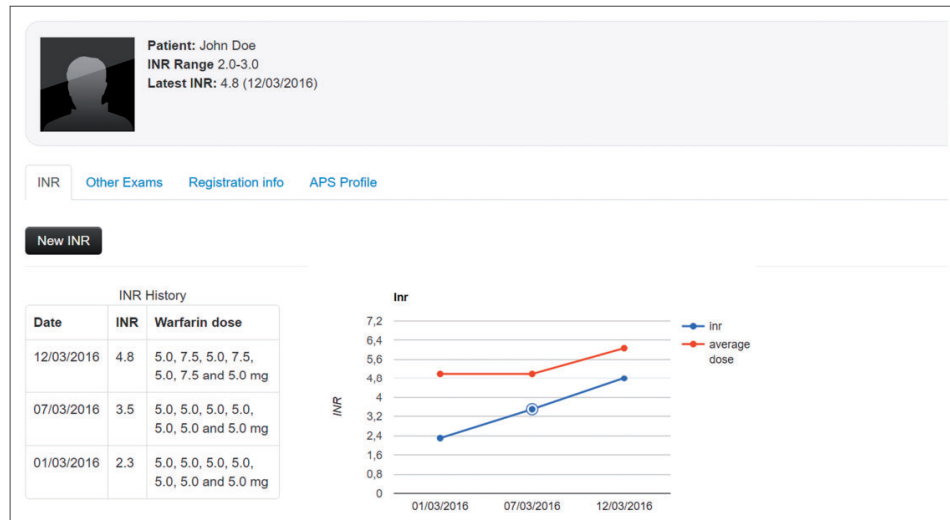 Patient: John Doe
INR Range 2.0-3.0
Latest INR: 4.8 (12/03/2016)
INR Other Exams Registration info APS Profile
New INR
INR History
Date INR Warfarin dose
12/03/2016 4.8 5.0, 7.5, 5.0, 7.5,
5.0, 7.5 and 5.0 mg
07/03/2016 3.5 5.0, 5.0, 5.0, 5.0,
5.0, 5.0 and 5.0 mg
01/03/2016 2.3 5.0, 5.0, 5.0, 5.0,
5.0, 5.0 and 5.0 mg
Inr
7,2
6,4
5,6
4,8
4
3,2
2,4
1,6
0,8
0
INR
01/03/2016 07/03/2016 12/03/2016
inr
average
dose